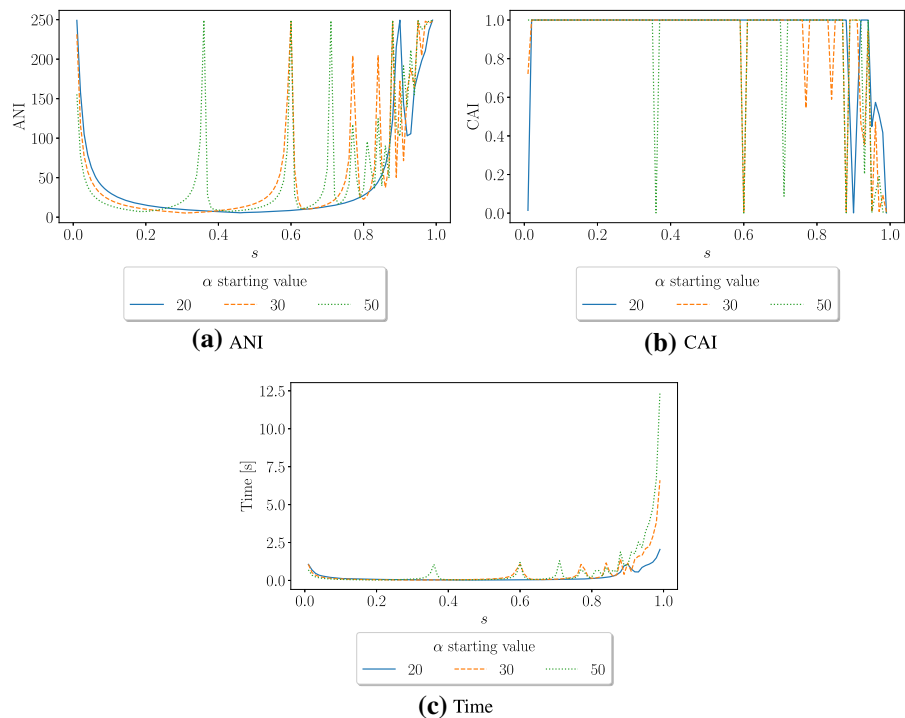 250
200
150
100
50
0
ANI
0.0 0.2 0.4 0.6 0.8 1.0
s
α starting value
20 30 50
(a) ANI
1.0
0.8
0.6
0.4
0.2
0.0
CAI
0.0 0.2 0.4 0.6 0.8 1.0
s
α starting value
20 30 50
(b) CAI
12.5
10.0
7.5
5.0
2.5
0.0
Time [s]
0.0 0.2 0.4 0.6 0.8 1.0
s
α starting value
20 30 50
(c) Time